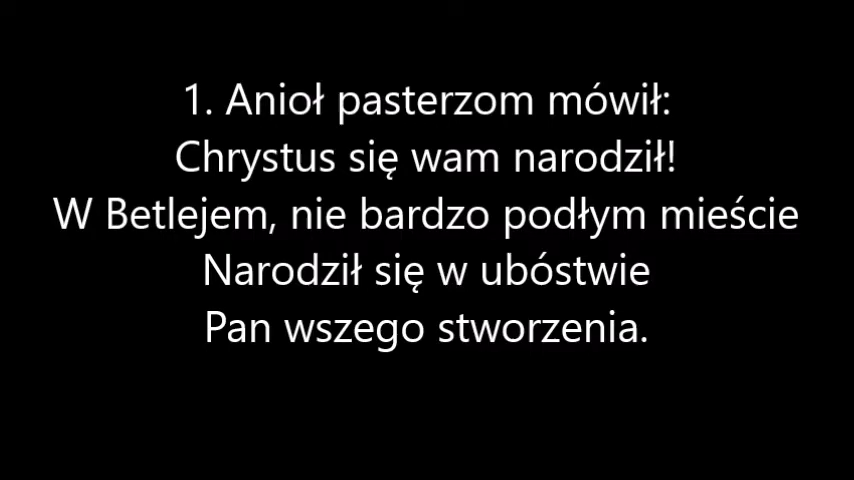 1. Anioł pasterzom mówił:
Chrystus się wam narodził!
W Betlejem, nie bardzo podłym mieście
Narodził się w ubóstwie
Pan wszego stworzenia.